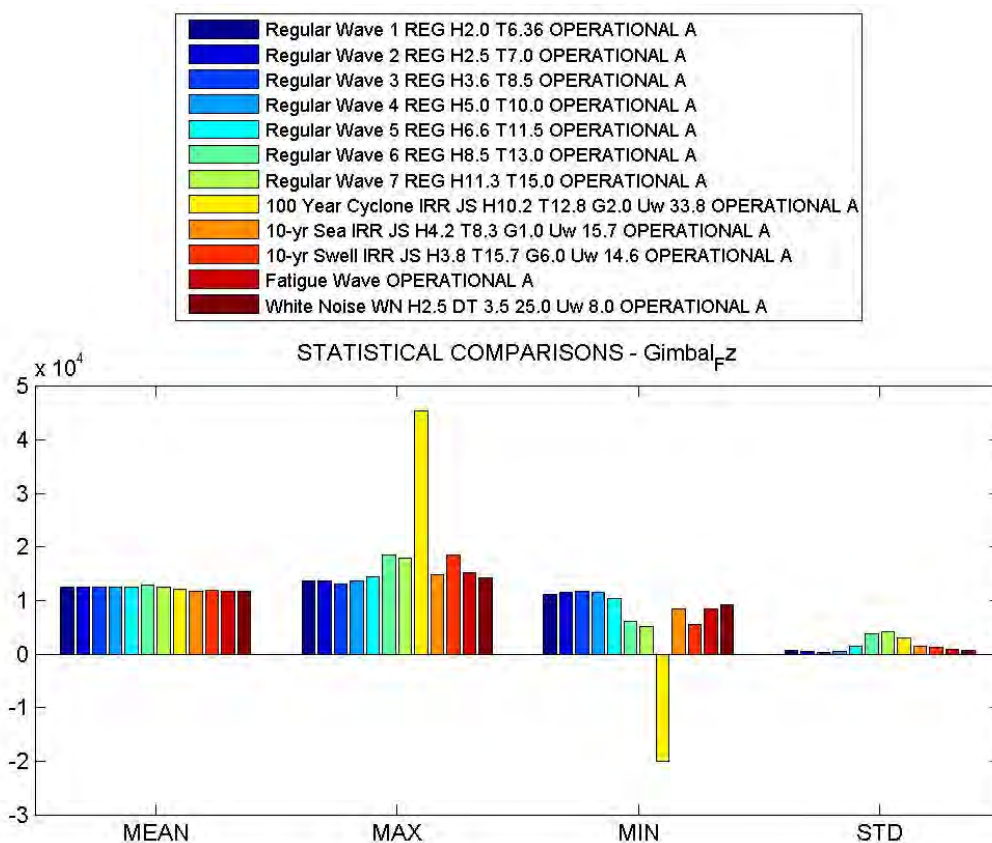 Regular Wave 1 REG H2.0 T6.36 OPERATIONAL A
Regular Wave 2 REG H2.5 T7.0 OPERATIONAL A
Regular Wave 3 REG H3.6 T8.5 OPERATIONAL A
Regular Wave 4 REG H5.0 T10.0 OPERATIONAL A
Regular Wave 5 REG H6.6 T11.5 OPERATIONAL A
Regular Wave 6 REG H8.5 T13.0 OPERATIONAL A
Regular Wave 7 REG H11.3 T15.0 OPERATIONAL A
100 Year Cyclone IRR JS H10.2 T12.8 G2.0 Uw 33.8 OPERATIONAL A
10-yr Sea IRR JS H4.2 T8.3 G1.0 Uw 15.7 OPERATIONAL A
10-yr Swell IRR JS H3.8 T15.7 G6.0 Uw 14.6 OPERATIONAL A
Fatigue Wave OPERATIONAL A
White Noise WN H2.5 DT 3.5 25.0 Uw 8.0 OPERATIONAL A
STATISTICAL COMPARISONS - Gimbal_Fz
x 10^4
5
4
3
2
1
0
-1
-2
-3
MEAN MAX MIN STD